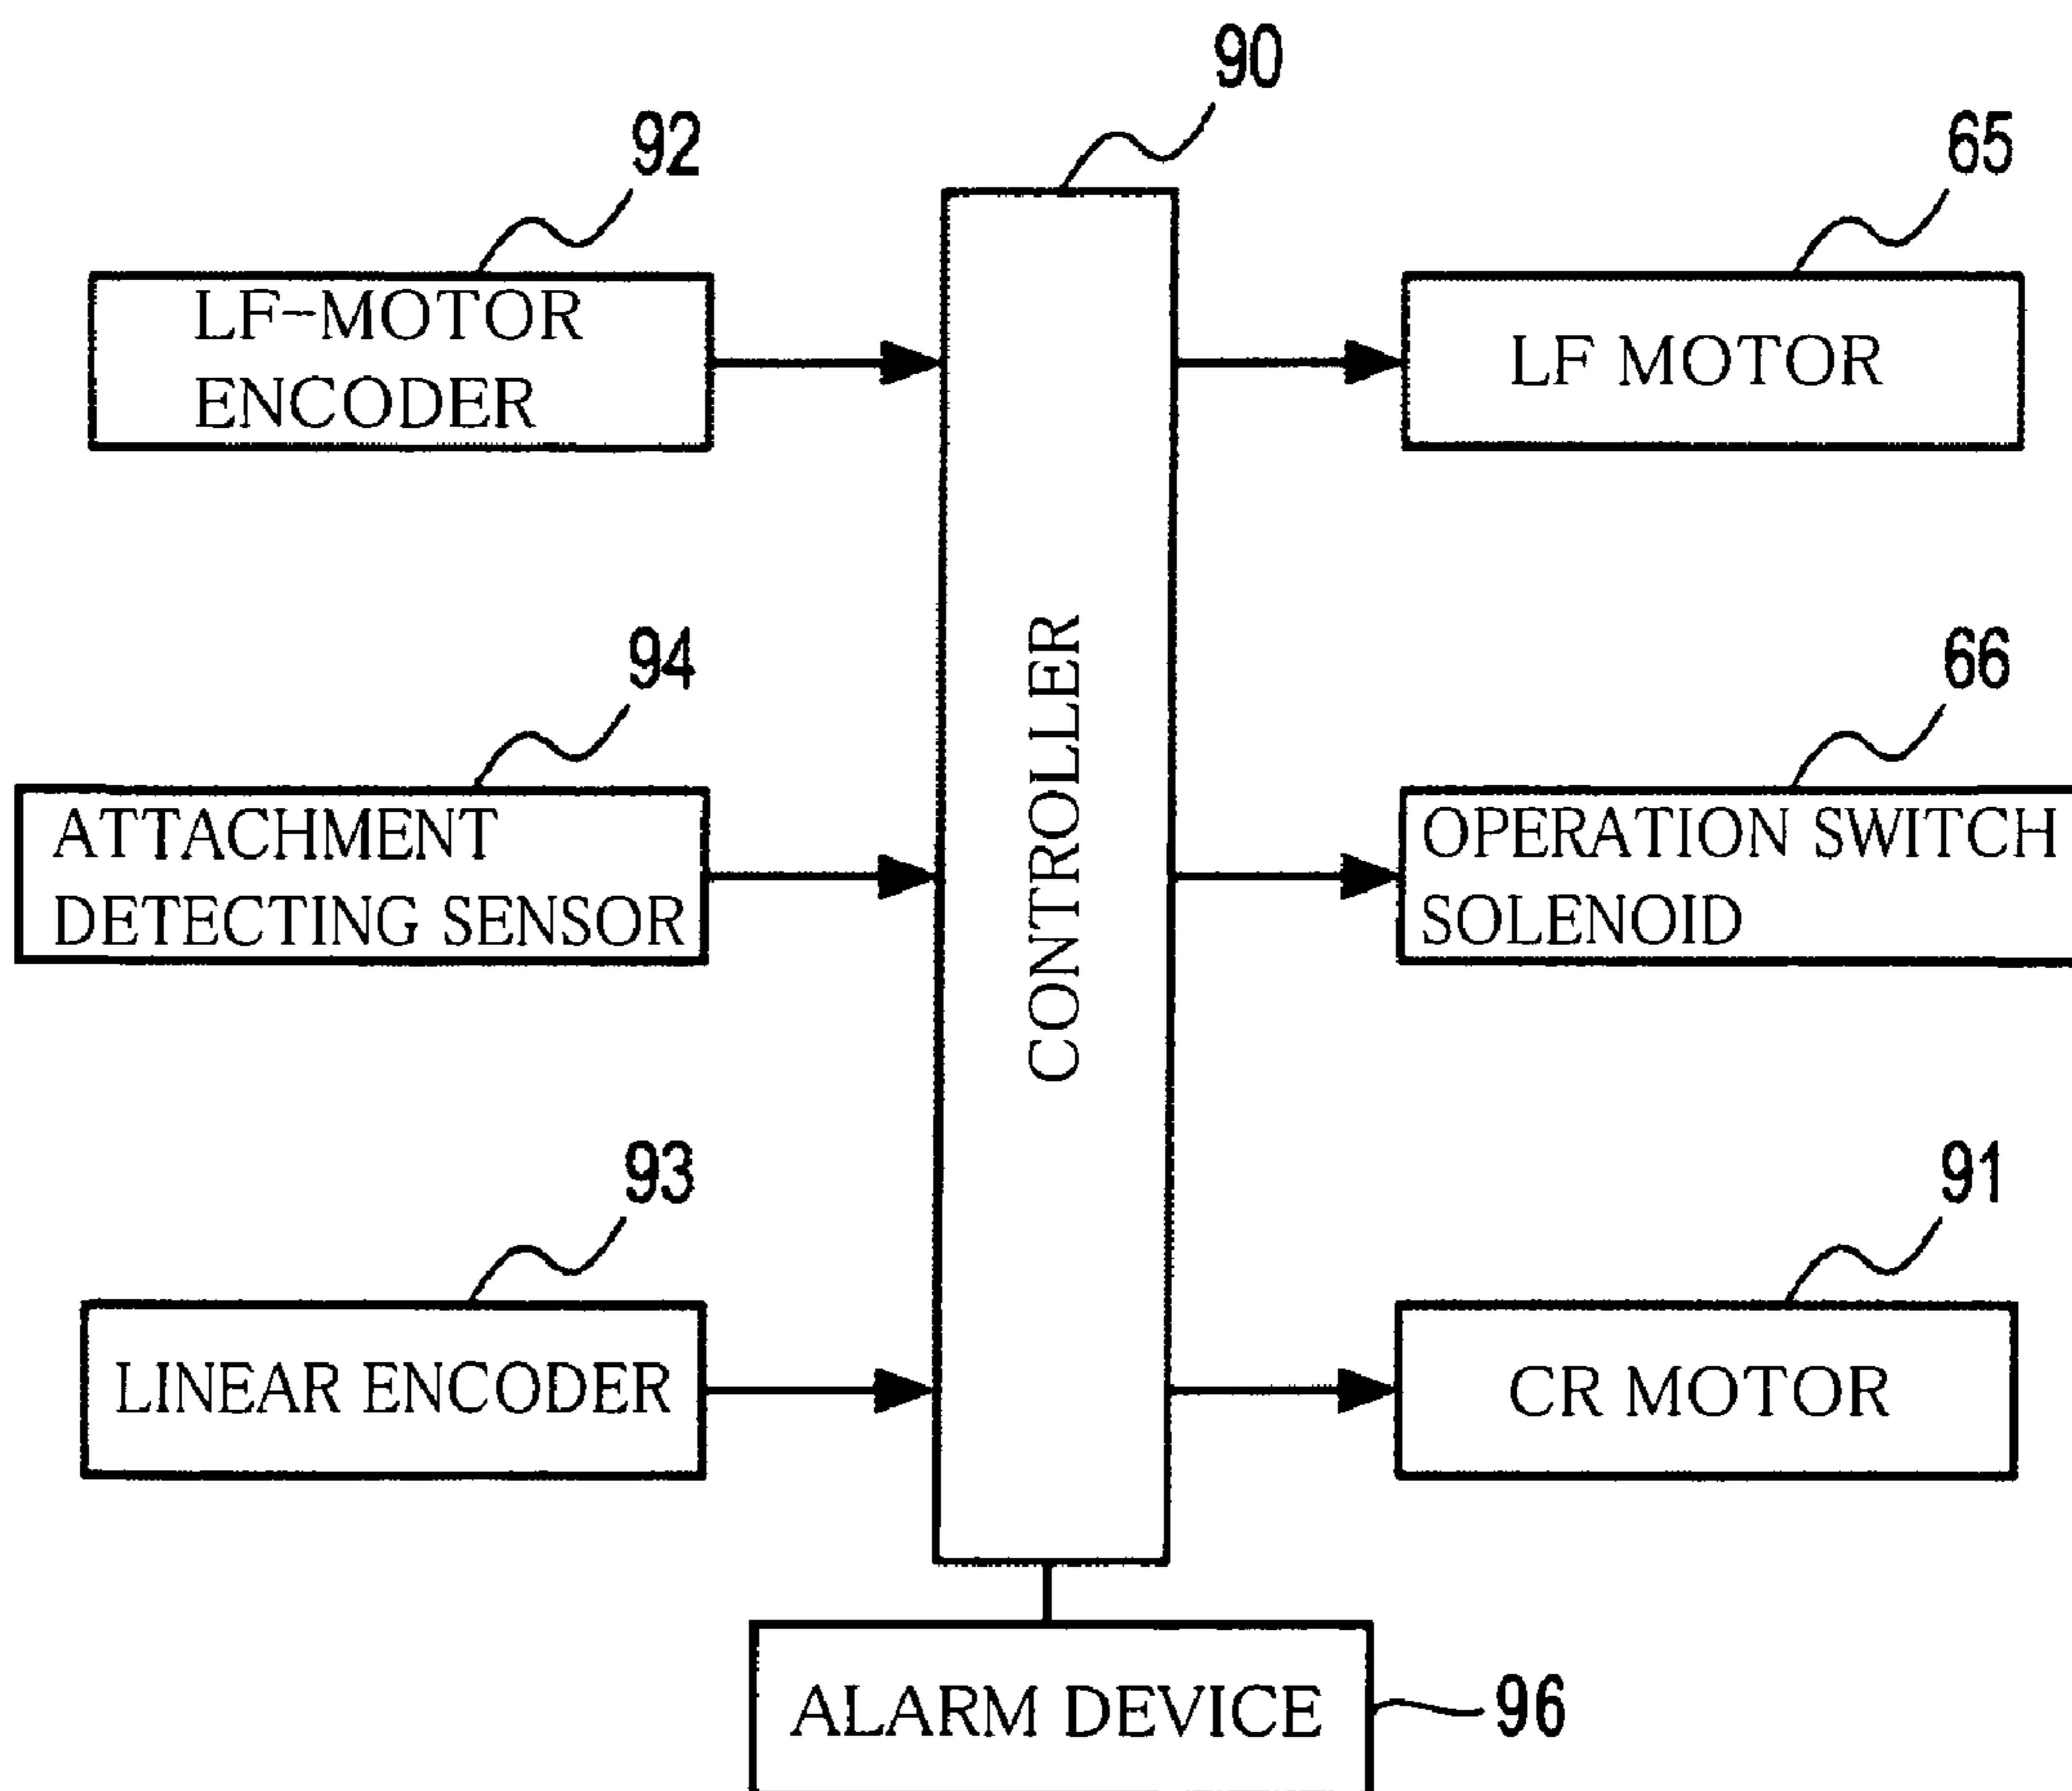 90
92
65
LF-MOTOR
ENCODER
LF MOTOR
CONTROLLER
94
66
ATTACHMENT
DETECTING SENSOR
OPERATION SWITCH
SOLENOID
93
91
LINEAR ENCODER
CR MOTOR
ALARM DEVICE
96